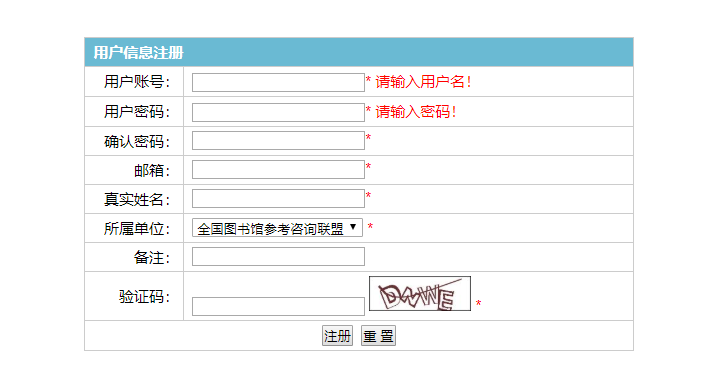 用户信息注册
用户账号： * 请输入用户名！
用户密码： * 请输入密码！
确认密码： *
邮箱： *
真实姓名： *
所属单位： 全国图书馆参考咨询联盟 *
备注：
验证码： *
注册 重 置